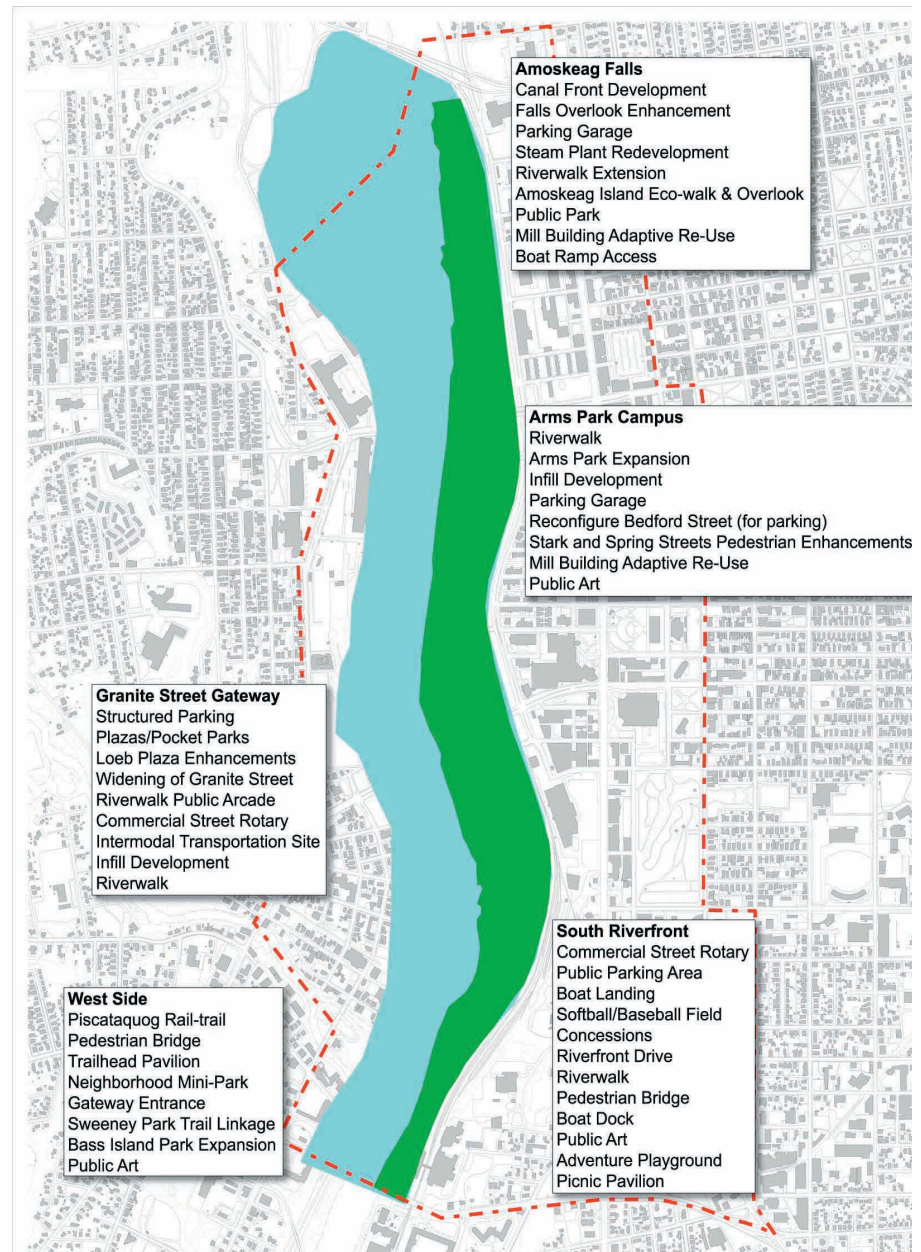 Amoskeag Falls
Canal Front Development
Falls Overlook Enhancement
Parking Garage
Steam Plant Redevelopment
Riverwalk Extension
Amoskeag Island Eco-walk & Overlook
Public Park
Mill Building Adaptive Re-Use
Boat Ramp Access
Arms Park Campus
Riverwalk
Arms Park Expansion
Infill Development
Parking Garage
Reconfigure Bedford Street (for parking)
Stark and Spring Streets Pedestrian Enhancements
Mill Building Adaptive Re-Use
Public Art
Granite Street Gateway
Structured Parking
Plazas/Pocket Parks
Loeb Plaza Enhancements
Widening of Granite Street
Riverwalk Public Arcade
Commercial Street Rotary
Intermodal Transportation Site
Infill Development
Riverwalk
South Riverfront
Commercial Street Rotary
Public Parking Area
Boat Landing
Softball/Baseball Field
Concessions
Riverfront Drive
Riverwalk
Pedestrian Bridge
Boat Dock
Public Art
Adventure Playground
Picnic Pavilion
West Side
Piscataquog Rail-trail
Pedestrian Bridge
Trailhead Pavilion
Neighborhood Mini-Park
Gateway Entrance
Sweeney Park Trail Linkage
Bass Island Park Expansion
Public Art